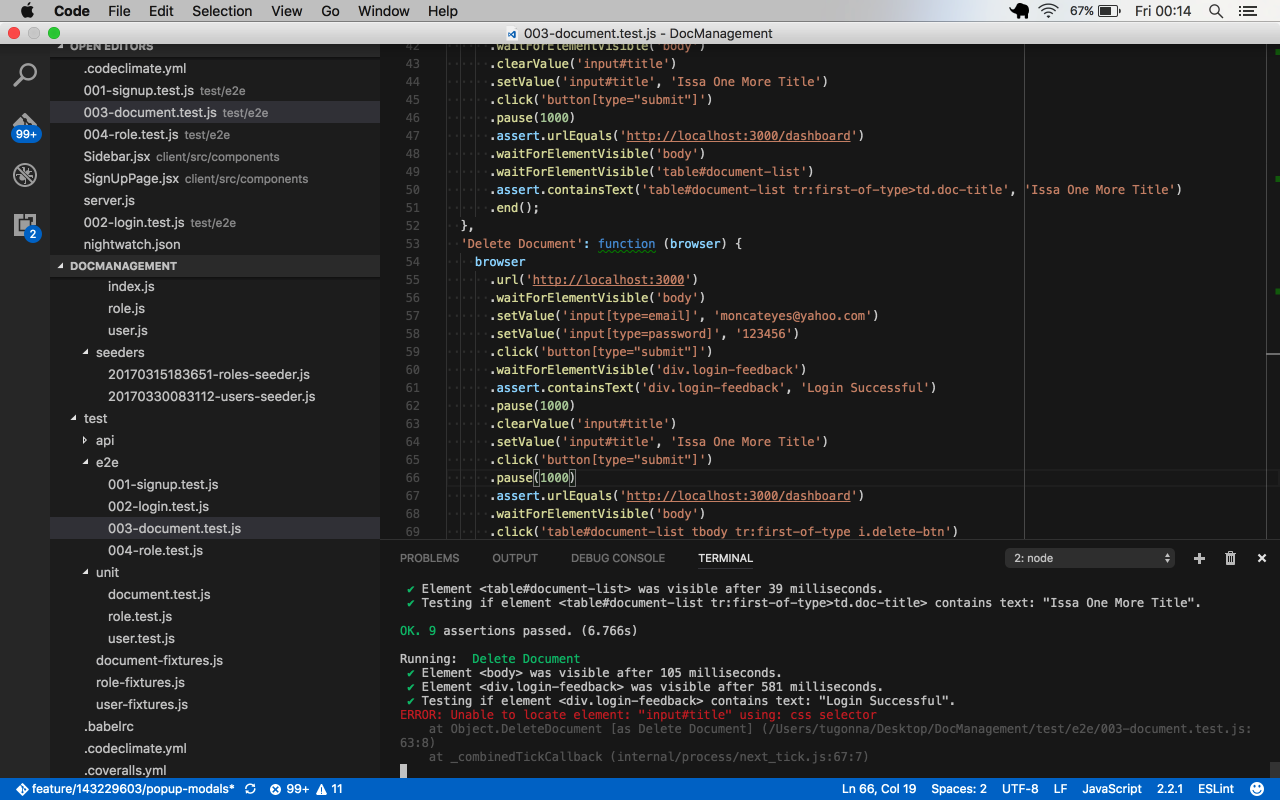 Code File Edit Selection View Go Window Help 67% Fri 00:14
003-document.test.js - DocManagement
OPEN EDITORS
.codeclimate.yml
001-signup.test.js test/e2e
003-document.test.js test/e2e
004-role.test.js test/e2e
Sidebar.jsx client/src/components
SignUpPage.jsx client/src/components
server.js
002-login.test.js test/e2e
nightwatch.json
DOCMANAGEMENT
index.js
role.js
user.js
seeders
20170315183651-roles-seeder.js
20170330083112-users-seeder.js
test
api
e2e
001-signup.test.js
002-login.test.js
003-document.test.js
004-role.test.js
unit
document.test.js
role.test.js
user.test.js
document-fixtures.js
role-fixtures.js
user-fixtures.js
.babelrc
.codeclimate.yml
.coveralls.yml
99+
2
42 .waitForElementVisible('body')
43 .clearValue('input#title')
44 .setValue('input#title', 'Issa One More Title')
45 .click('button[type="submit"]')
46 .pause(1000)
47 .assert.urlEquals('http://localhost:3000/dashboard')
48 .waitForElementVisible('body')
49 .waitForElementVisible('table#document-list')
50 .assert.containsText('table#document-list tr:first-of-type>td.doc-title', 'Issa One More Title')
51 .end();
52 },
53 'Delete Document': function (browser) {
54 browser
55 .url('http://localhost:3000')
56 .waitForElementVisible('body')
57 .setValue('input[type=email]', 'moncateyes@yahoo.com')
58 .setValue('input[type=password]', '123456')
59 .click('button[type="submit"]')
60 .waitForElementVisible('div.login-feedback')
61 .assert.containsText('div.login-feedback', 'Login Successful')
62 .pause(1000)
63 .clearValue('input#title')
64 .setValue('input#title', 'Issa One More Title')
65 .click('button[type="submit"]')
66 .pause(1000)
67 .assert.urlEquals('http://localhost:3000/dashboard')
68 .waitForElementVisible('body')
69 .click('table#document-list tbody tr:first-of-type i.delete-btn')
PROBLEMS OUTPUT DEBUG CONSOLE TERMINAL 2: node
✔ Element <table#document-list> was visible after 39 milliseconds.
✔ Testing if element <table#document-list tr:first-of-type>td.doc-title> contains text: "Issa One More Title".
OK. 9 assertions passed. (6.766s)
Running: Delete Document
✔ Element <body> was visible after 105 milliseconds.
✔ Element <div.login-feedback> was visible after 581 milliseconds.
✔ Testing if element <div.login-feedback> contains text: "Login Successful".
ERROR: Unable to locate element: "input#title" using: css selector
at Object.DeleteDocument [as Delete Document] (/Users/tugonna/Desktop/DocManagement/test/e2e/003-document.test.js:
63:8)
at _combinedTickCallback (internal/process/next_tick.js:67:7)
feature/143229603/popup-modals* 99+ 11 Ln 66, Col 19 Spaces: 2 UTF-8 LF JavaScript 2.2.1 ESLint